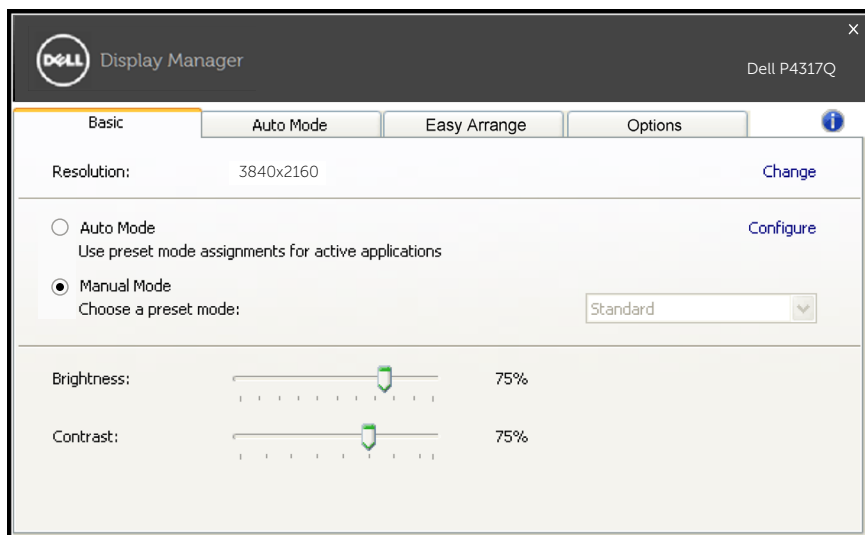 x
DELL Display Manager
Dell P4317Q
Basic Auto Mode Easy Arrange Options i
Resolution: 3840x2160 Change
Auto Mode Configure
Use preset mode assignments for active applications
Manual Mode
Choose a preset mode: Standard
Brightness: 75%
Contrast: 75%